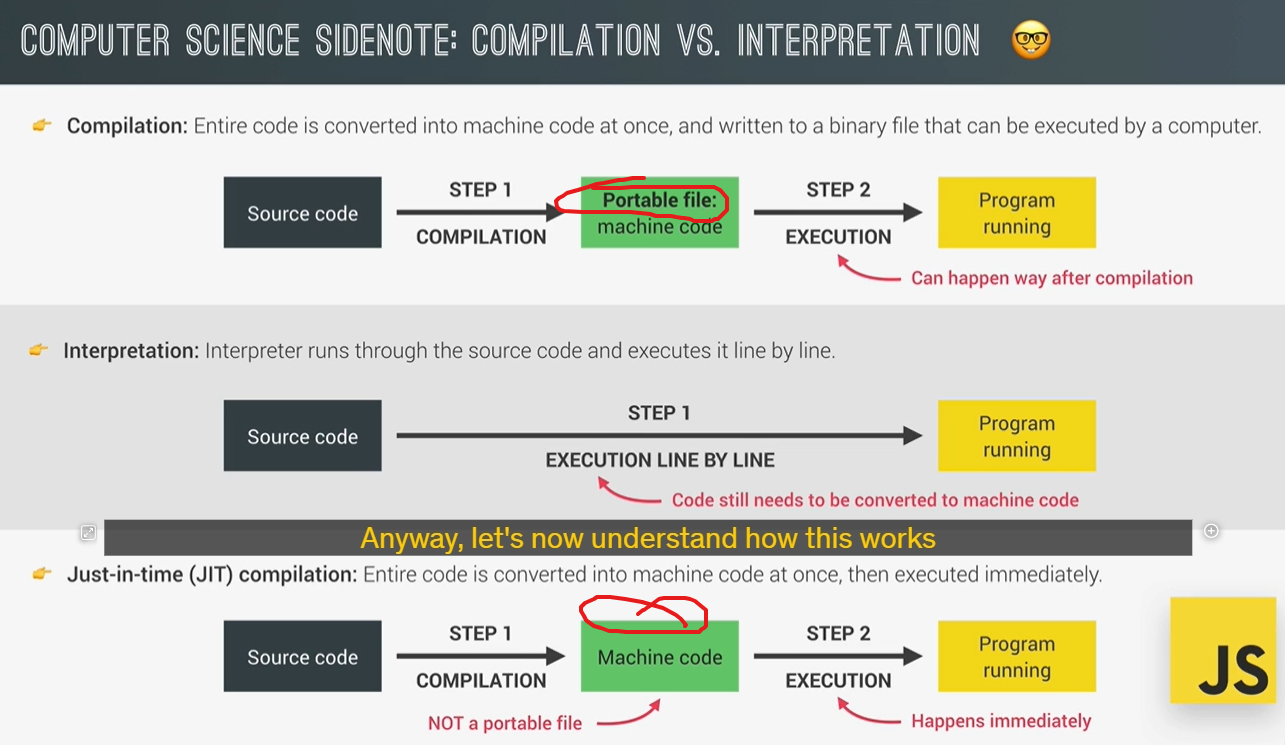 COMPUTER SCIENCE SIDENOTE: COMPILATION VS. INTERPRETATION 🤓
👉 Compilation: Entire code is converted into machine code at once, and written to a binary file that can be executed by a computer.
Source code
STEP 1
COMPILATION
Portable file:
machine code
STEP 2
EXECUTION
Program
running
Can happen way after compilation
👉 Interpretation: Interpreter runs through the source code and executes it line by line.
Source code
STEP 1
EXECUTION LINE BY LINE
Program
running
Code still needs to be converted to machine code
Anyway, let's now understand how this works
👉 Just-in-time (JIT) compilation: Entire code is converted into machine code at once, then executed immediately.
Source code
STEP 1
COMPILATION
Machine code
STEP 2
EXECUTION
Program
running
NOT a portable file
Happens immediately
JS